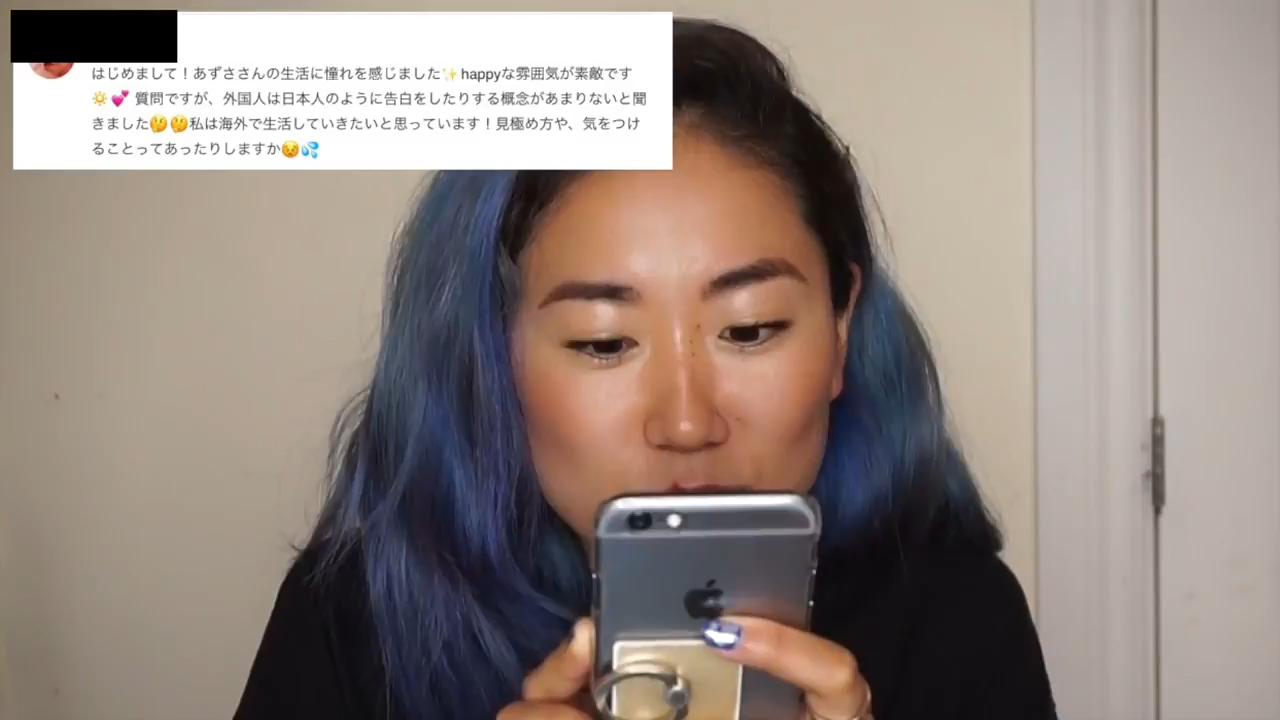 はじめまして！あずささんの生活に憧れを感じました✨happyな雰囲気が素敵です
☀️💕 質問ですが、外国人は日本人のように告白をしたりする概念があまりないと聞
きました🤔🤔私は海外で生活していきたいと思っています！見極め方や、気をつけ
ることってあったりしますか😣💦